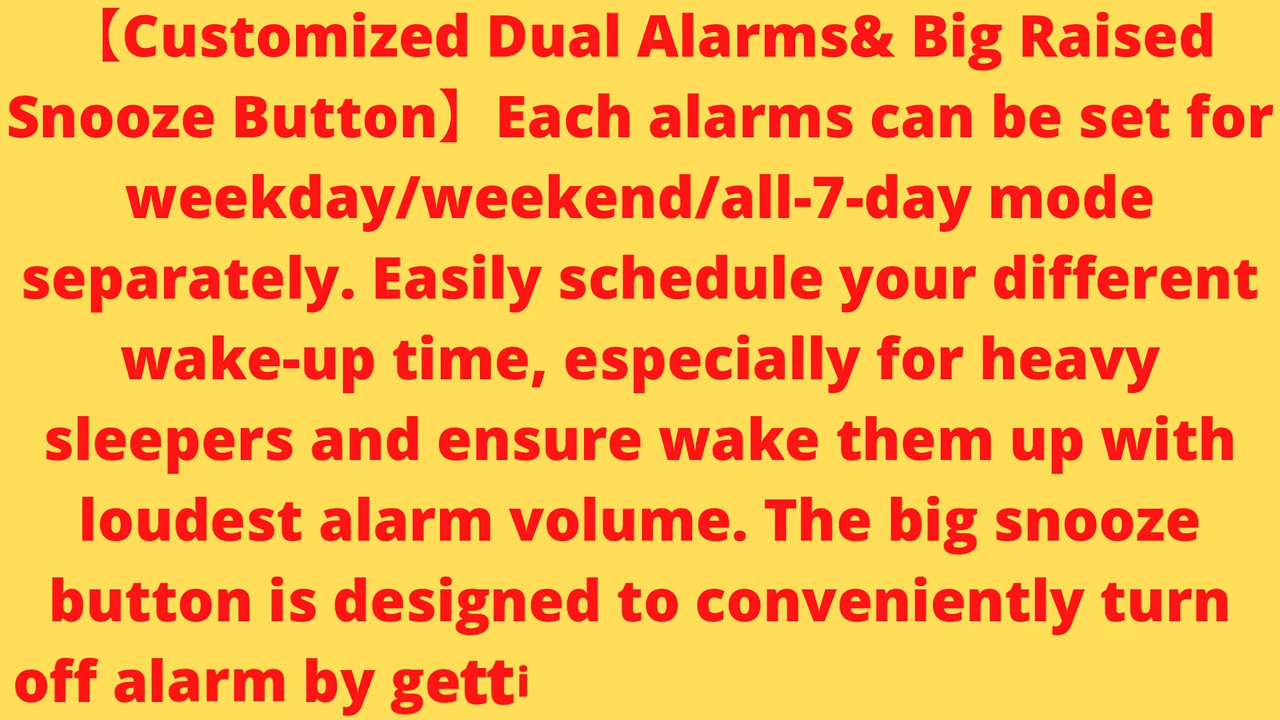 【Customized Dual Alarms& Big Raised
Snooze Button】Each alarms can be set for
weekday/weekend/all-7-day mode
separately. Easily schedule your different
wake-up time, especially for heavy
sleepers and ensure wake them up with
loudest alarm volume. The big snooze
button is designed to conveniently turn
off alarm by getti